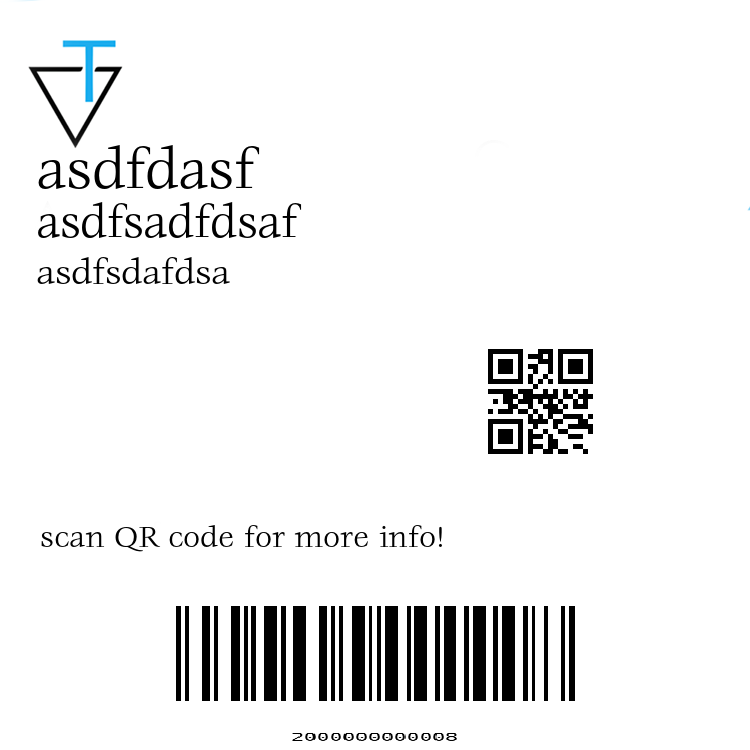 T
asdfdasf
asdfsadfdsaf
asdfsdafdsa
scan QR code for more info!
2000000000008